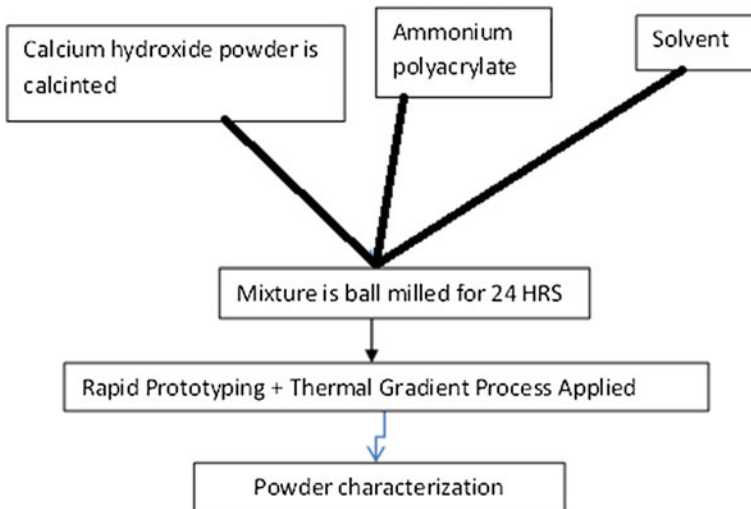 Calcium hydroxide powder is
calcinted
Ammonium
polyacrylate
Solvent
Mixture is ball milled for 24 HRS
Rapid Prototyping + Thermal Gradient Process Applied
Powder characterization